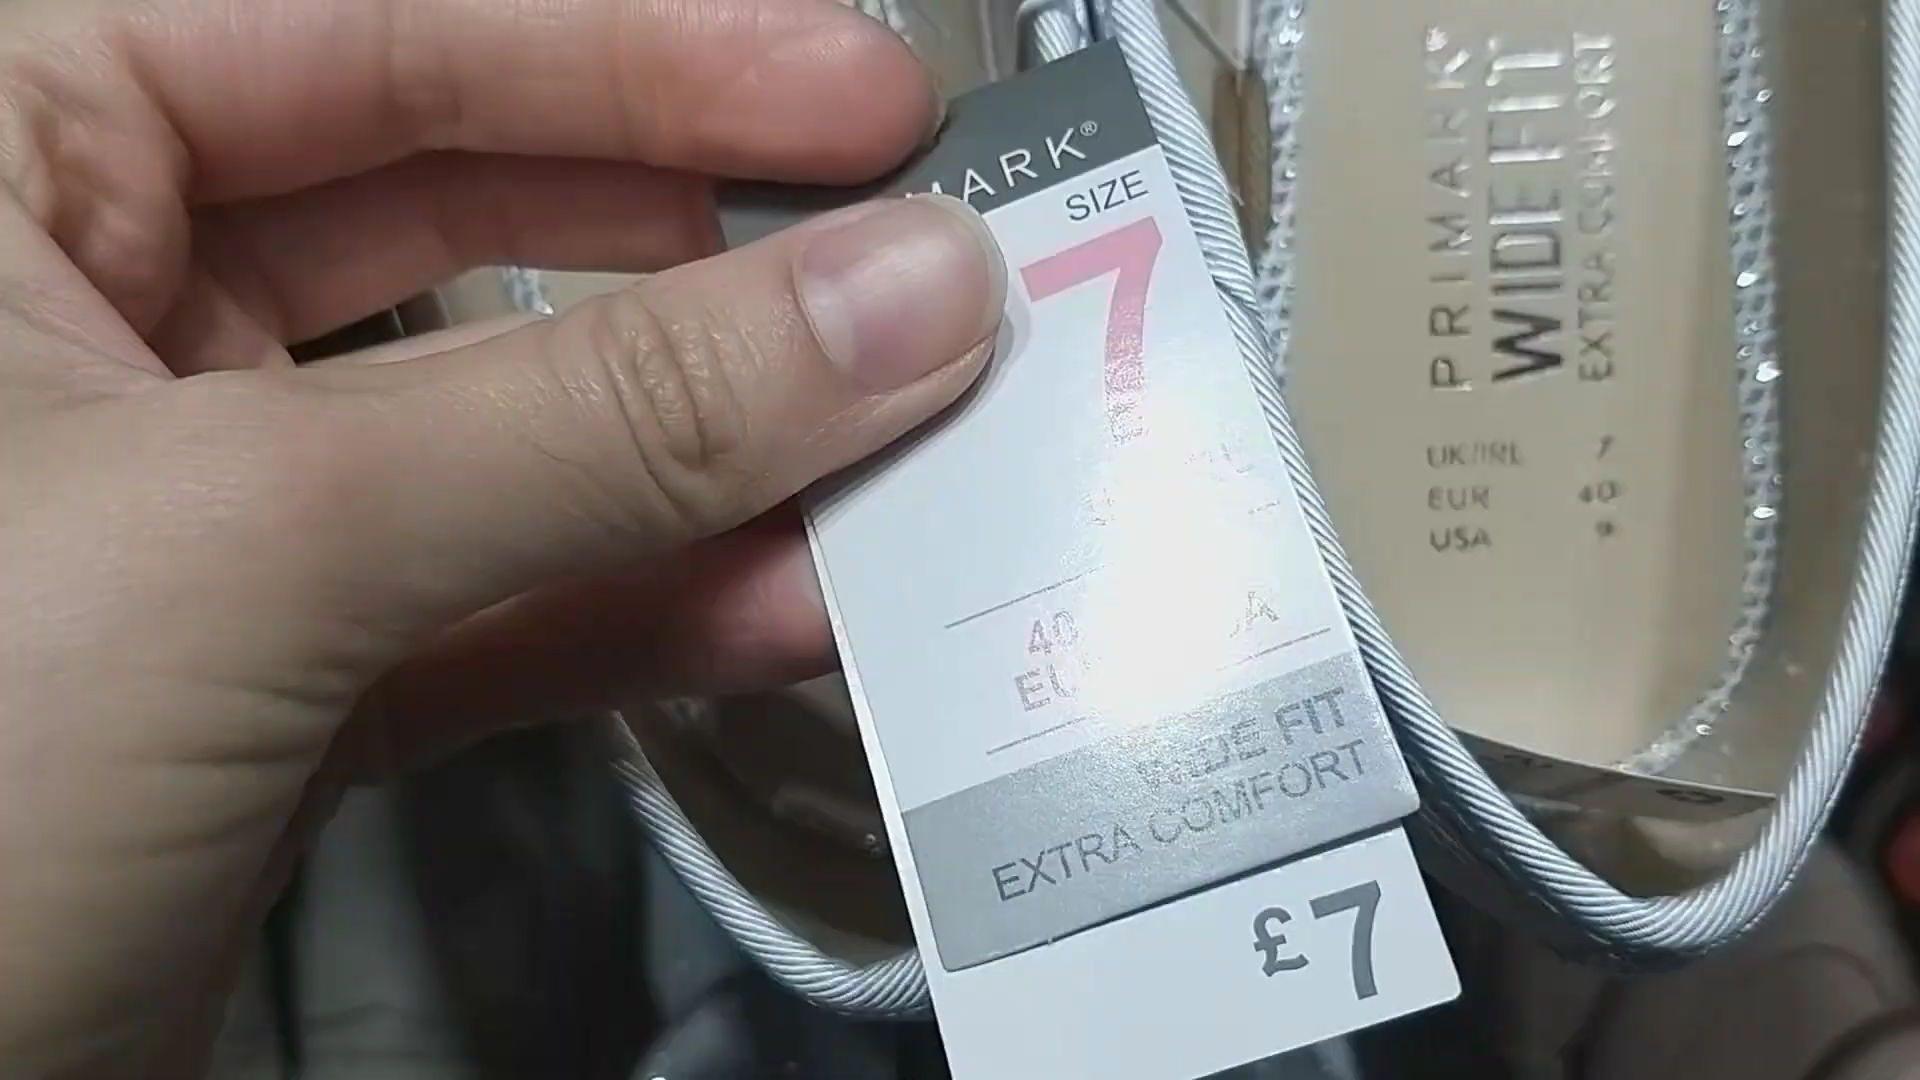 MARK®
SIZE
7
40
WIDE FIT
EXTRA COMFORT
£7
PRIMARK®
WIDE FIT
EXTRA COMFORT
UK/IRL 7
EUR 40
USA 9